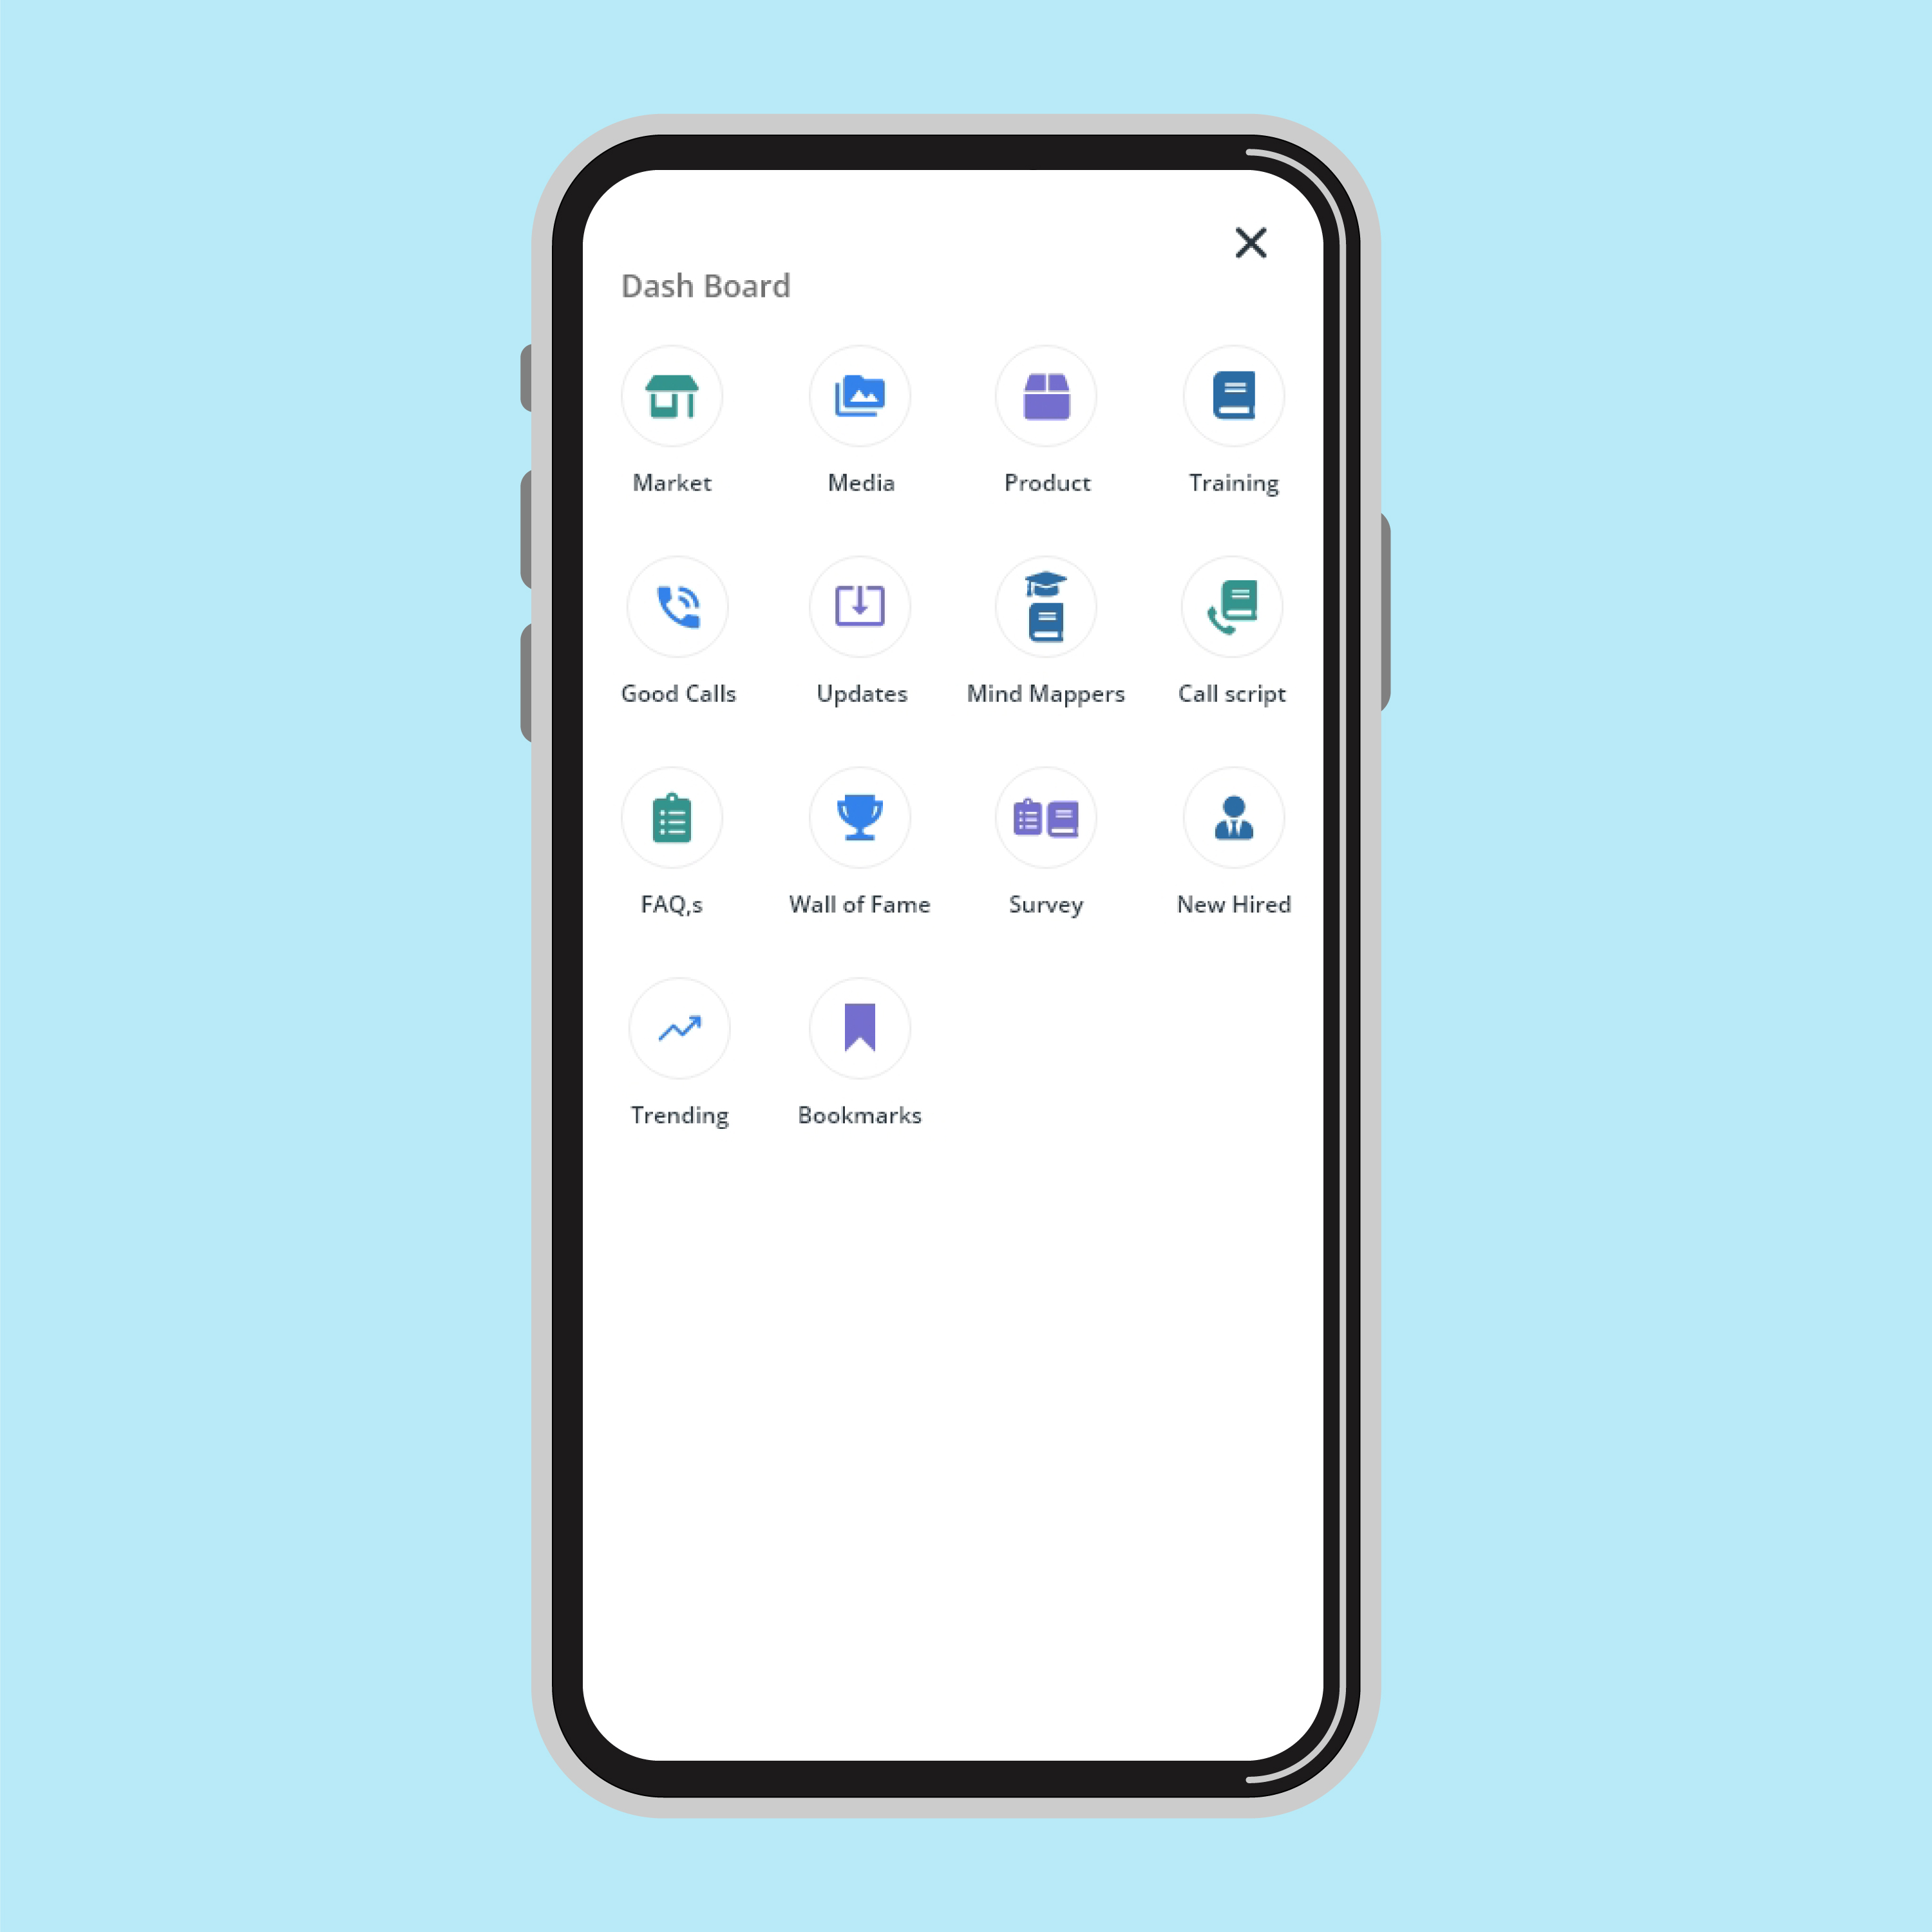 Dash Board
Market Media Product Training
Good Calls Updates Mind Mappers Call script
FAQ,s Wall of Fame Survey New Hired
Trending Bookmarks